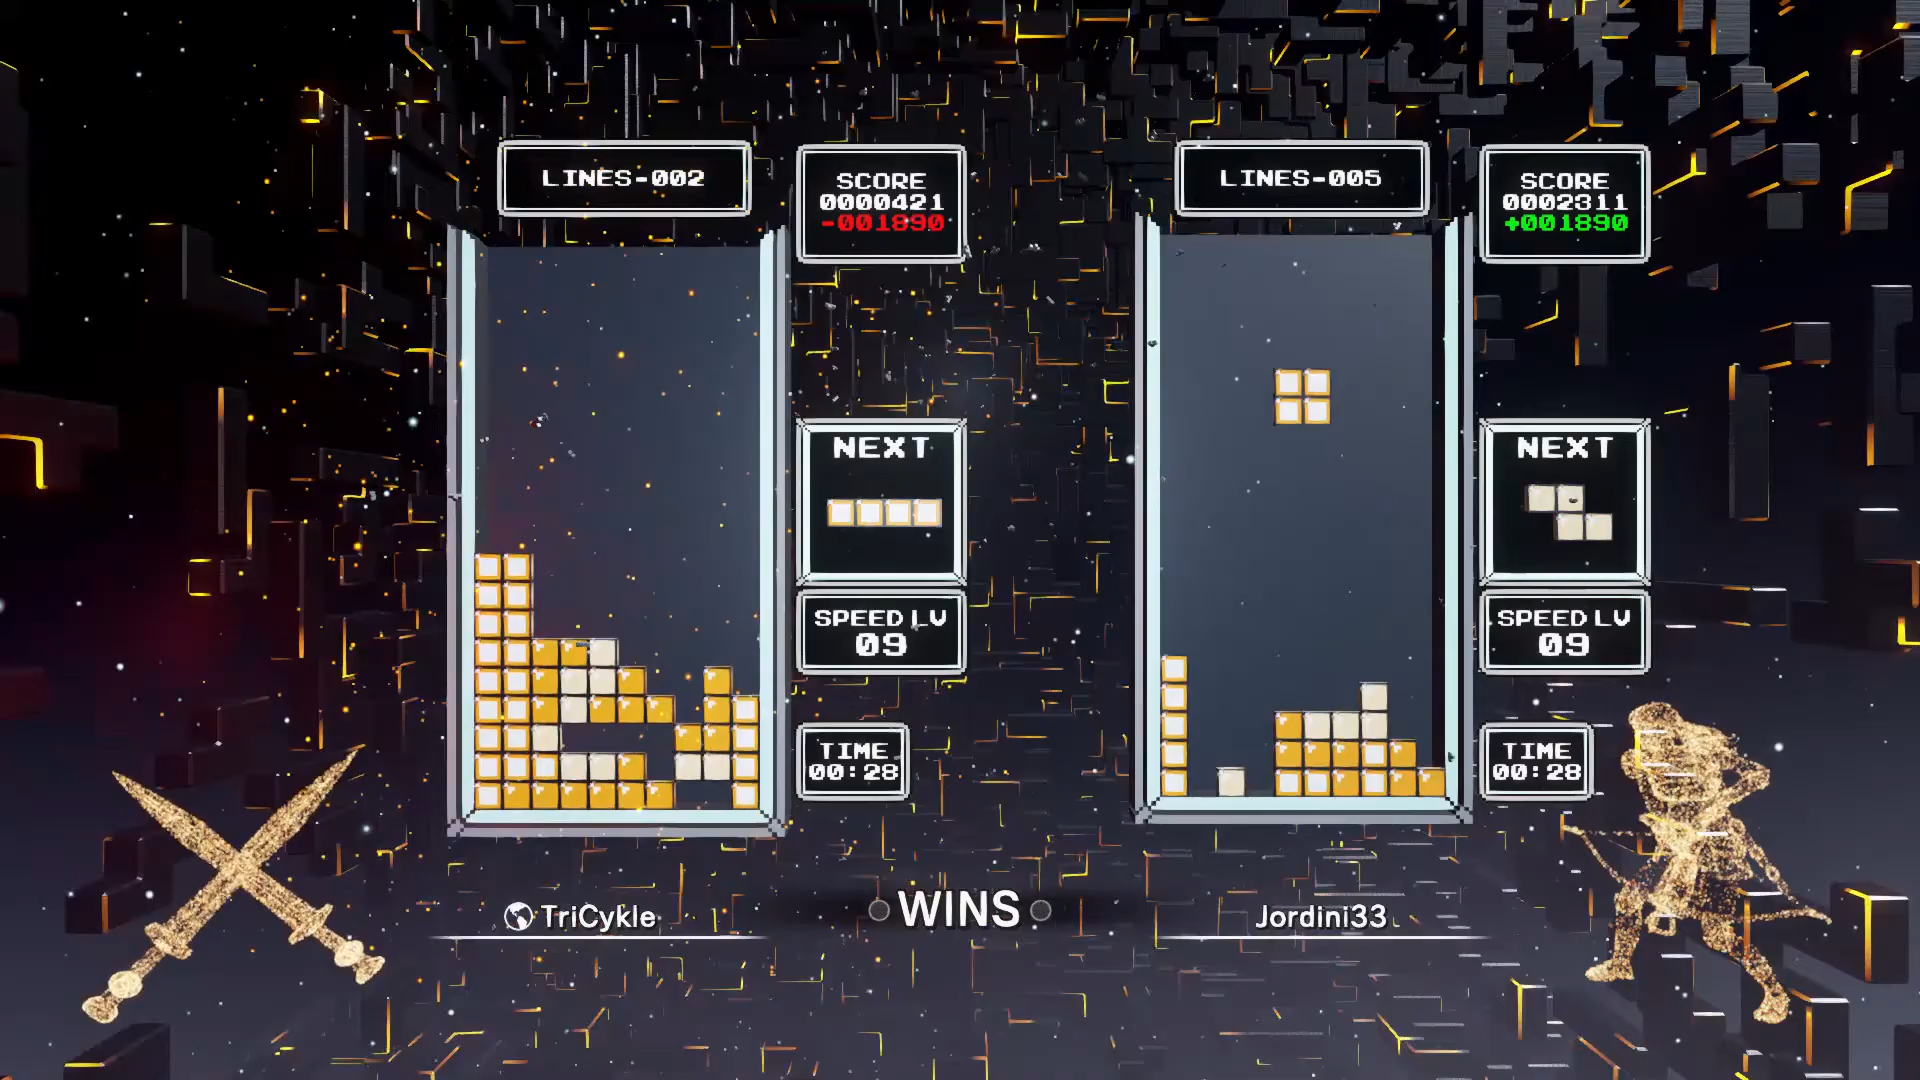 LINES-002
SCORE
0000421
-001890
NEXT
SPEED LV
09
TIME
00:28
TriCykle
WINS
LINES-005
SCORE
0002311
+001890
NEXT
SPEED LV
09
TIME
00:28
Jordini33